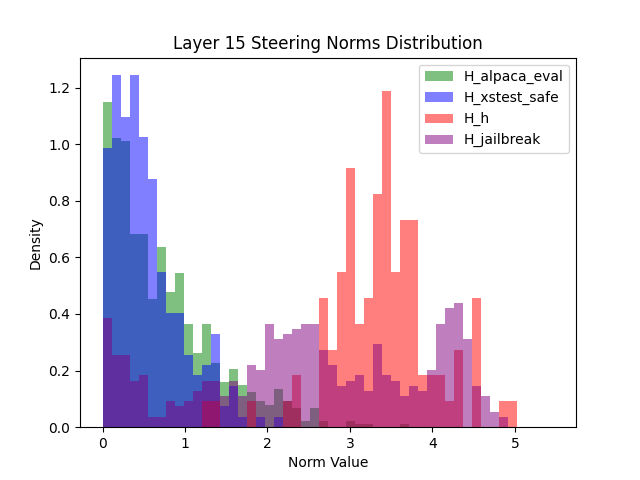 Layer 15 Steering Norms Distribution
H_alpaca_eval
H_xstest_safe
H_h
H_jailbreak
Density
1.2
1.0
0.8
0.6
0.4
0.2
0.0
0 1 2 3 4 5
Norm Value